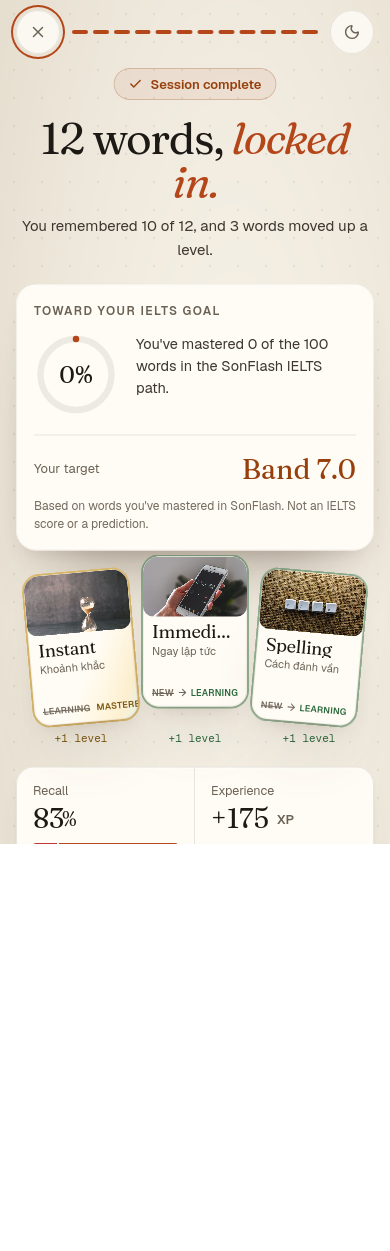 Session complete
12 words, locked
in.
You remembered 10 of 12, and 3 words moved up a
level.
TOWARD YOUR IELTS GOAL
0%
You've mastered 0 of the 100
words in the SonFlash IELTS
path.
Your target
Band 7.0
Based on words you've mastered in SonFlash. Not an IELTS
score or a prediction.
Instant
Khoảnh khắc
LEARNING MASTERE
+1 level
Immedi...
Ngay lập tức
NEW → LEARNING
+1 level
Spelling
Cách đánh vần
NEW → LEARNING
+1 level
Recall
83%
Experience
+175 XP